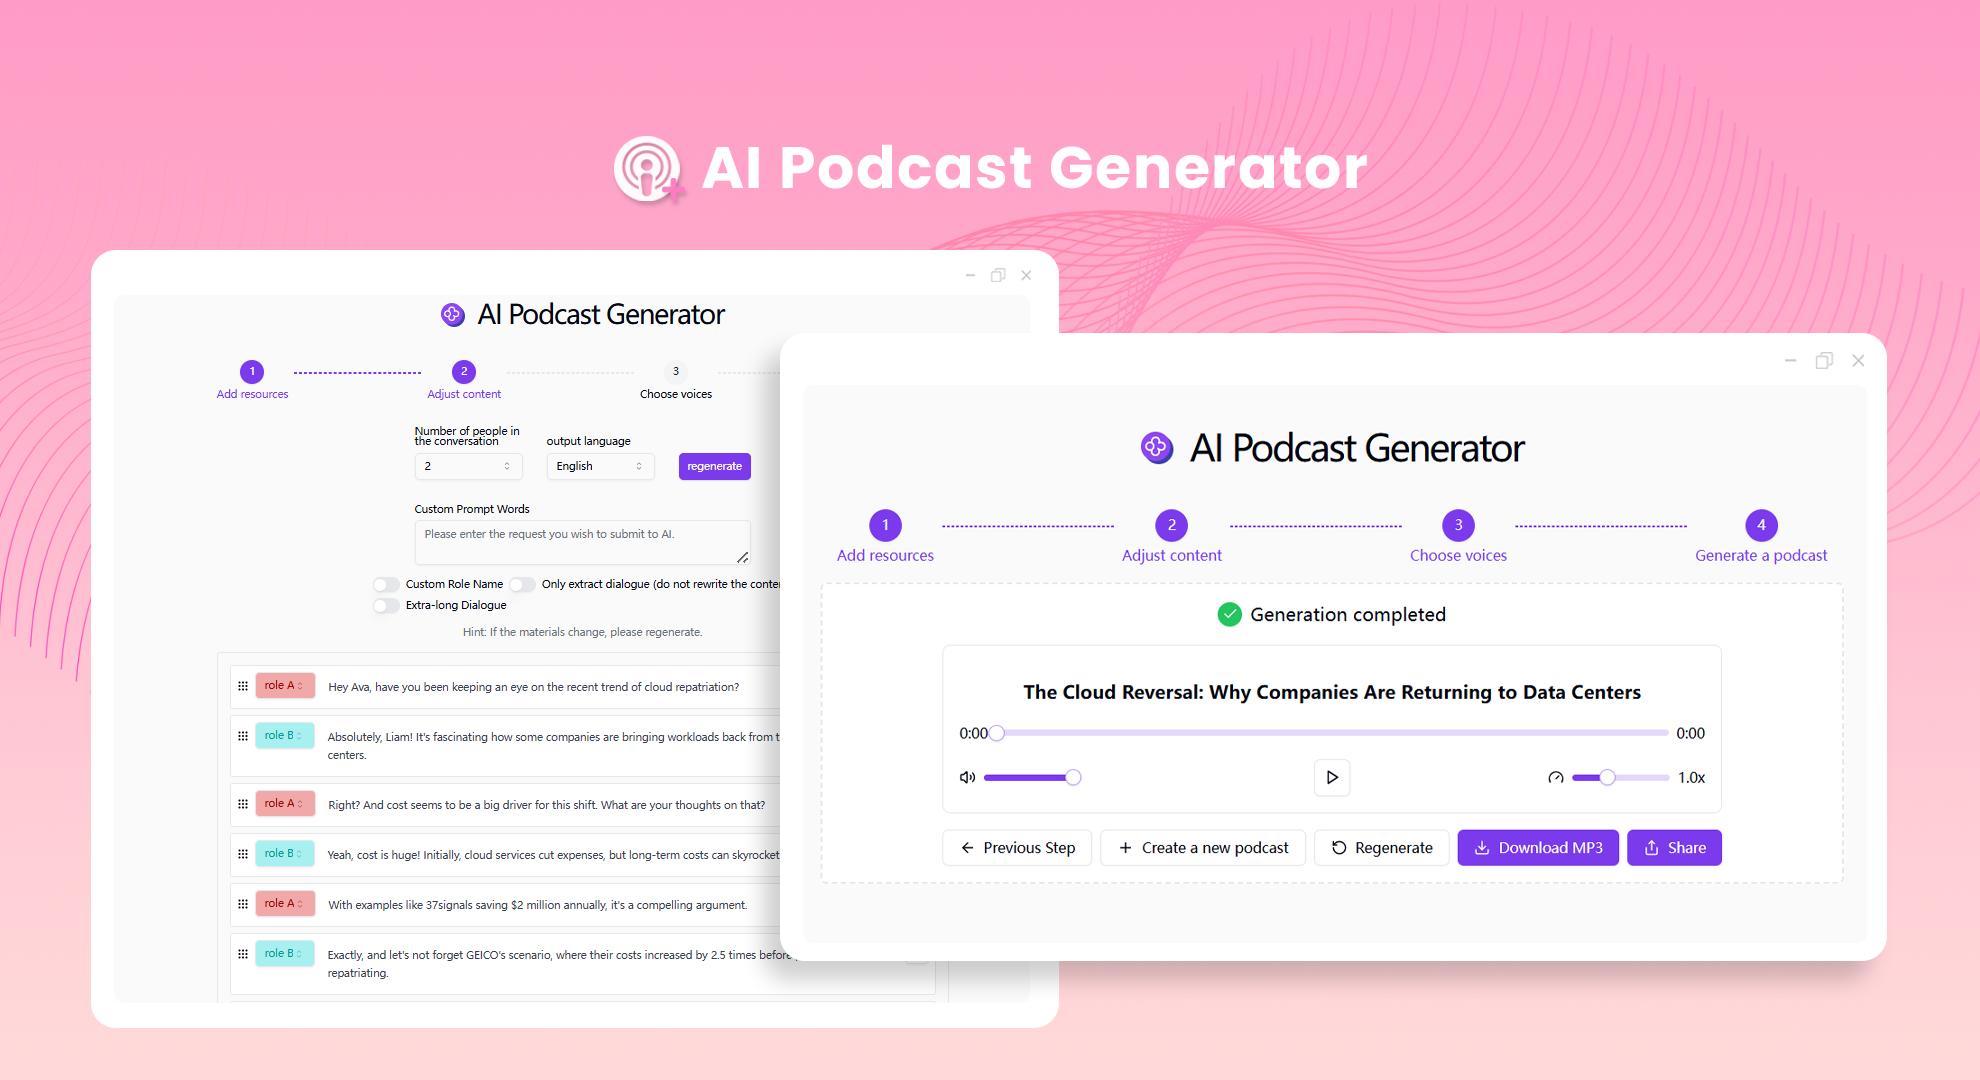 AI Podcast Generator
AI Podcast Generator
1
2
3
Add resources
Adjust content
Choose voices
Number of people in
the conversation
output language
2
English
regenerate
Custom Prompt Words
Please enter the request you wish to submit to AI.
Custom Role Name
Only extract dialogue (do not rewrite the
Extra-long Dialogue
Hint: If the materials change, please regenerate.
role A
Hey Ava, have you been keeping an eye on the recent trend of cloud repatriation?
role B
Absolutely, Liam! It's fascinating how some companies are bringing workloads back from
centers.
role A
Right? And cost seems to be a big driver for this shift. What are your thoughts on that?
role B
Yeah, cost is huge! Initially, cloud services cut expenses, but long-term costs can skyrocket
role A
With examples like 37signals saving $2 million annually, it's a compelling argument.
role B
Exactly, and let's not forget GEICO's scenario, where their costs increased by 2.5 times before
repatriating.
AI Podcast Generator
1
2
3
4
Add resources
Adjust content
Choose voices
Generate a podcast
Generation completed
The Cloud Reversal: Why Companies Are Returning to Data Centers
0:00
0:00
1.0x
Previous Step
Create a new podcast
Regenerate
Download MP3
Share